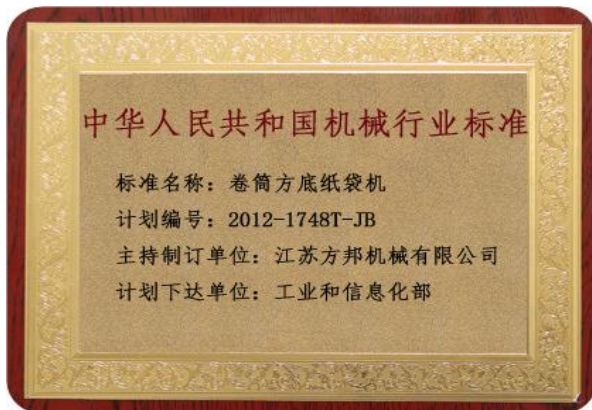 中华人民共和国机械行业标准
标准名称：卷筒方底纸袋机
计划编号：2012-1748T-JB
主持制订单位：江苏方邦机械有限公司
计划下达单位：工业和信息化部